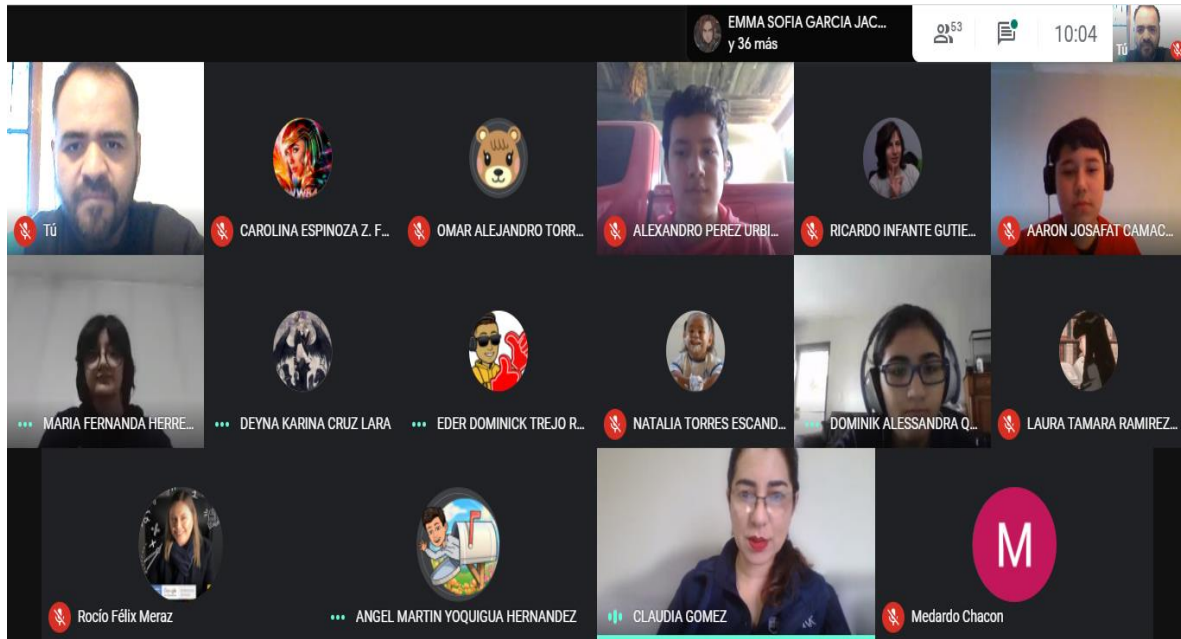 EMMA SOFIA GARCIA JAC...
y 36 más
53
10:04
Tú
Tú
CAROLINA ESPINOZA Z. F...
OMAR ALEJANDRO TORR...
ALEXANDRO PEREZ URBI...
RICARDO INFANTE GUTIE...
AARON JOSAFAT CAMAC...
MARIA FERNANDA HERRE...
DEYNA KARINA CRUZ LARA
EDER DOMINICK TREJO R...
NATALIA TORRES ESCAND...
DOMINIK ALESSANDRA Q...
LAURA TAMARA RAMIREZ...
Rocío Félix Meraz
ANGEL MARTIN YOQUIGUA HERNANDEZ
CLAUDIA GOMEZ
M
Medardo Chacon